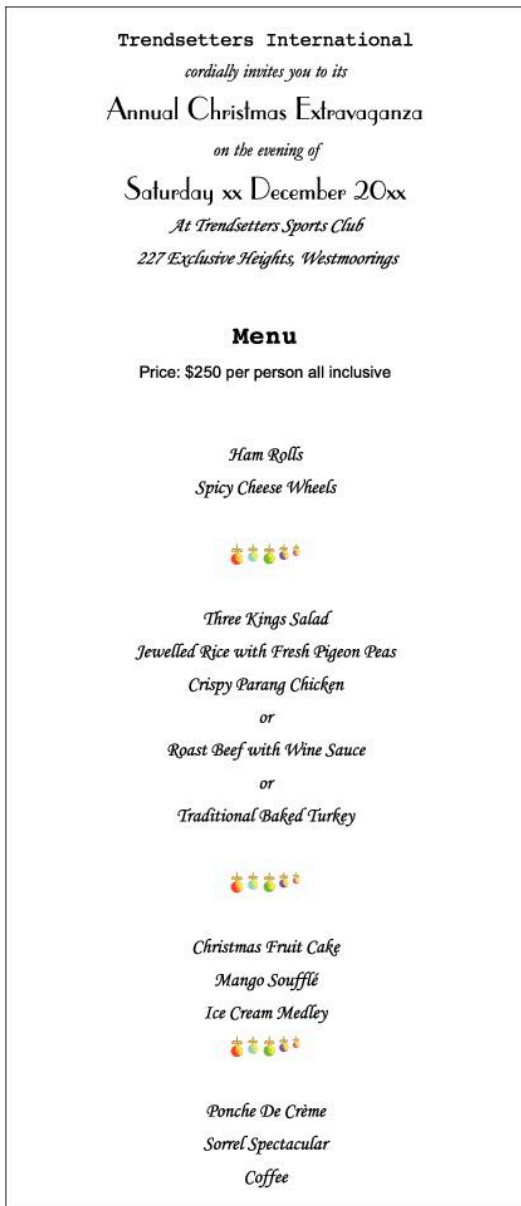 Trendsetters International
cordially invites you to its
Annual Christmas Extravaganza
on the evening of
Saturday xx December 20xx
At Trendsetters Sports Club
227 Exclusive Heights, Westmoorings
Menu
Price: $250 per person all inclusive
Ham Rolls
Spicy Cheese Wheels
Three Kings Salad
Jewelled Rice with Fresh Pigeon Peas
Crispy Parang Chicken
or
Roast Beef with Wine Sauce
or
Traditional Baked Turkey
Christmas Fruit Cake
Mango Soufflé
Ice Cream Medley
Ponche De Crème
Sorrel Spectacular
Coffee